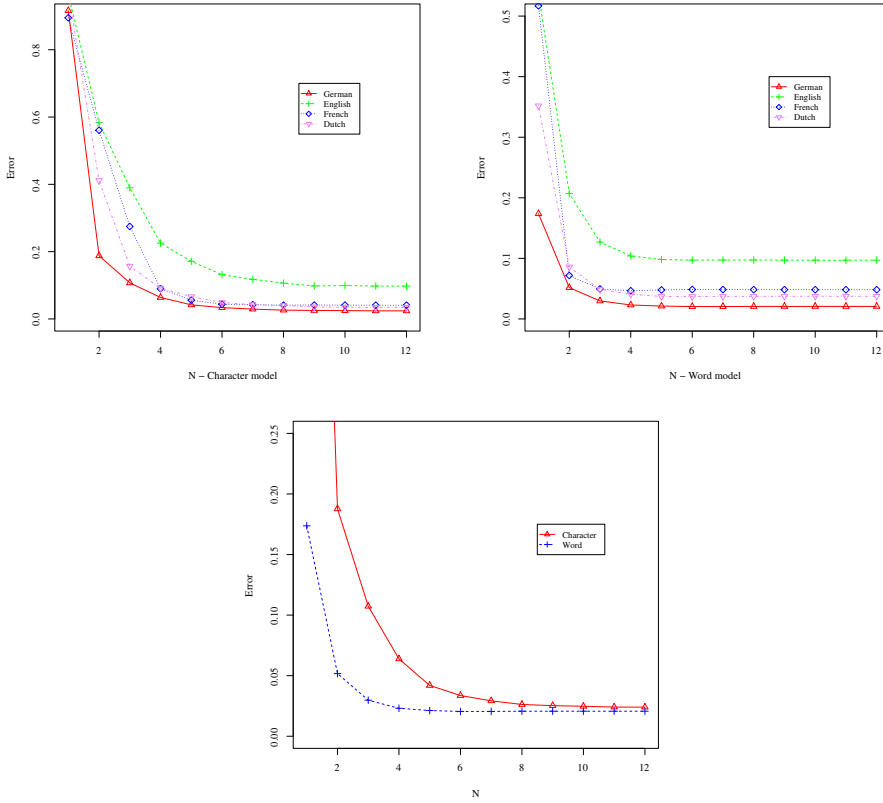 0.8
0.6
0.4
0.2
0.0
Error
German
English
French
Dutch
2 4 6 8 10 12
N − Character model
0.5
0.4
0.3
0.2
0.1
0.0
Error
German
English
French
Dutch
2 4 6 8 10 12
N − Word model
0.25
0.20
0.15
0.10
0.05
0.00
Error
Character
Word
2 4 6 8 10 12
N